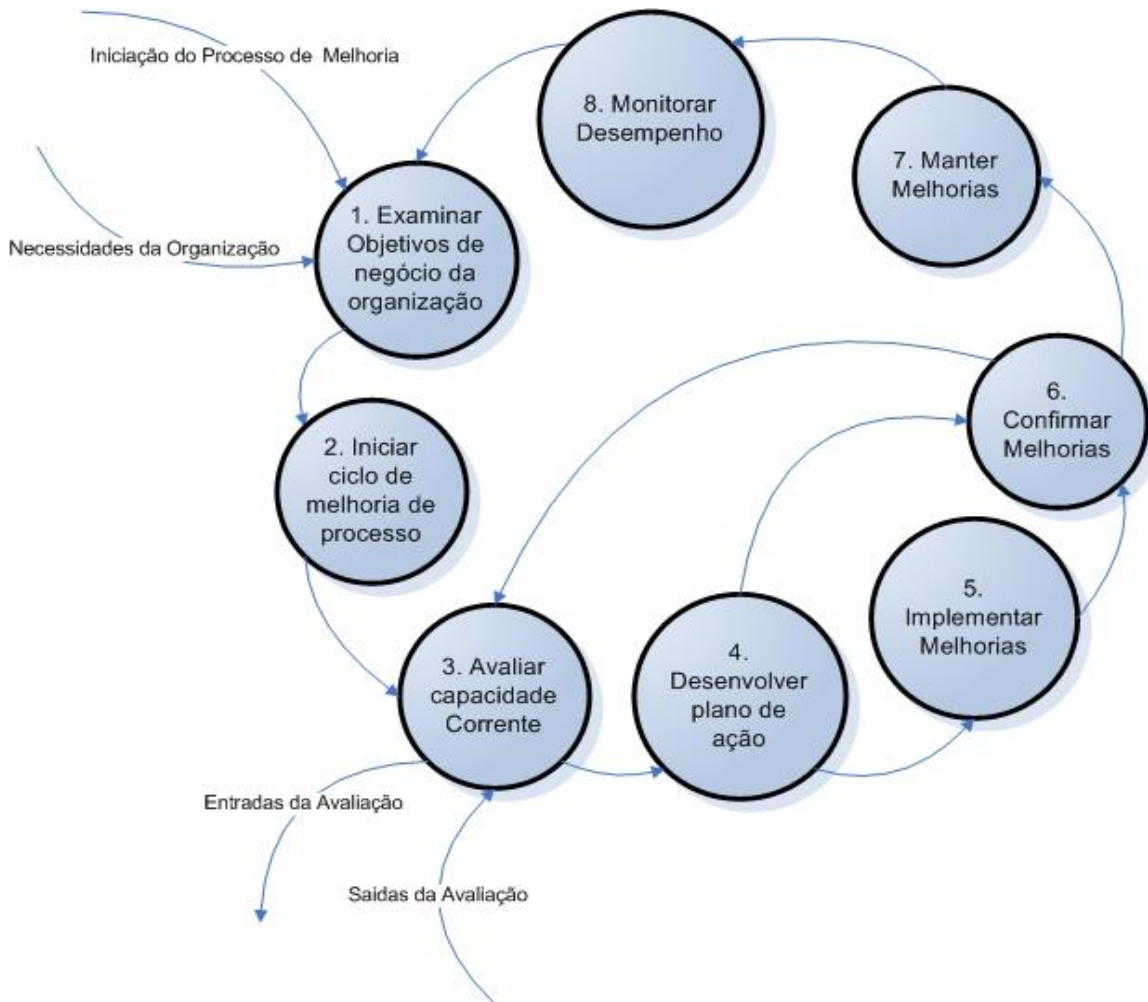 Iniciação do Processo de Melhoria
Necessidades da Organização
1. Examinar
Objetivos de
negócio da
organização
2. Iniciar
ciclo de
melhoria de
processo
3. Avaliar
capacidade
Corrente
Entradas da Avaliação
Saidas da Avaliação
4.
Desenvolver
plano de
ação
5.
Implementar
Melhorias
6.
Confirmar
Melhorias
7. Manter
Melhorias
8. Monitorar
Desempenho